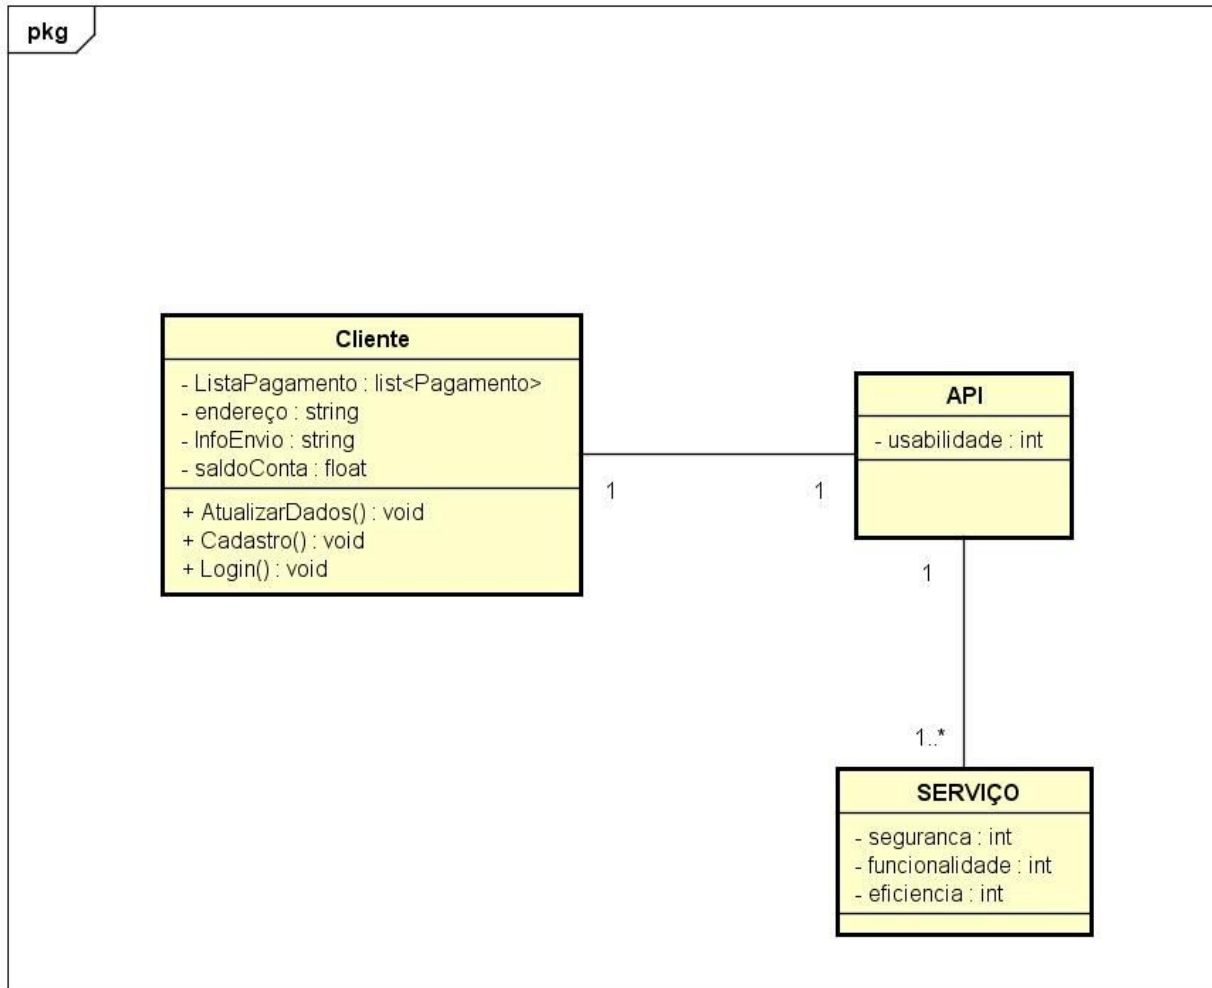 pkg
Cliente
- ListaPagamento : list<Pagamento>
- endereço : string
- InfoEnvio : string
- saldoConta : float
+ AtualizarDados() : void
+ Cadastro() : void
+ Login() : void
1
1
API
- usabilidade : int
1
1..*
SERVIÇO
- seguranca : int
- funcionalidade : int
- eficiencia : int